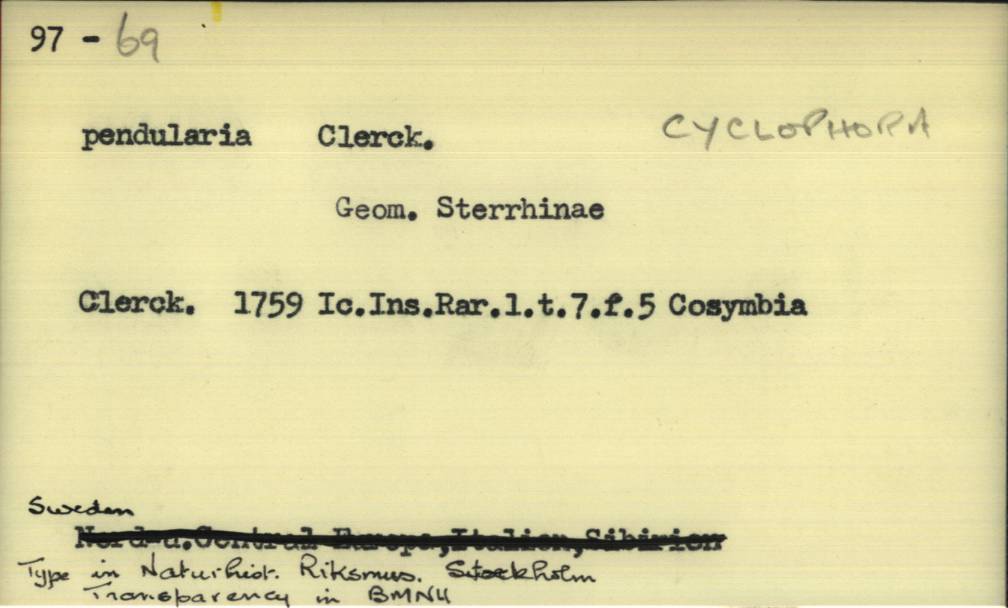 97 - 69
pendularia Clerck. CYCLOPHORA
Geom. Sterrhinae
Clerck. 1759 Ic.Ins.Rar.1.t.7.f.5 Cosymbia
Sweden
Nord-u.Central Europa,Italien,Sibirien
Type in Naturhist. Riksmus. Stockholm
Transparency in BMNH